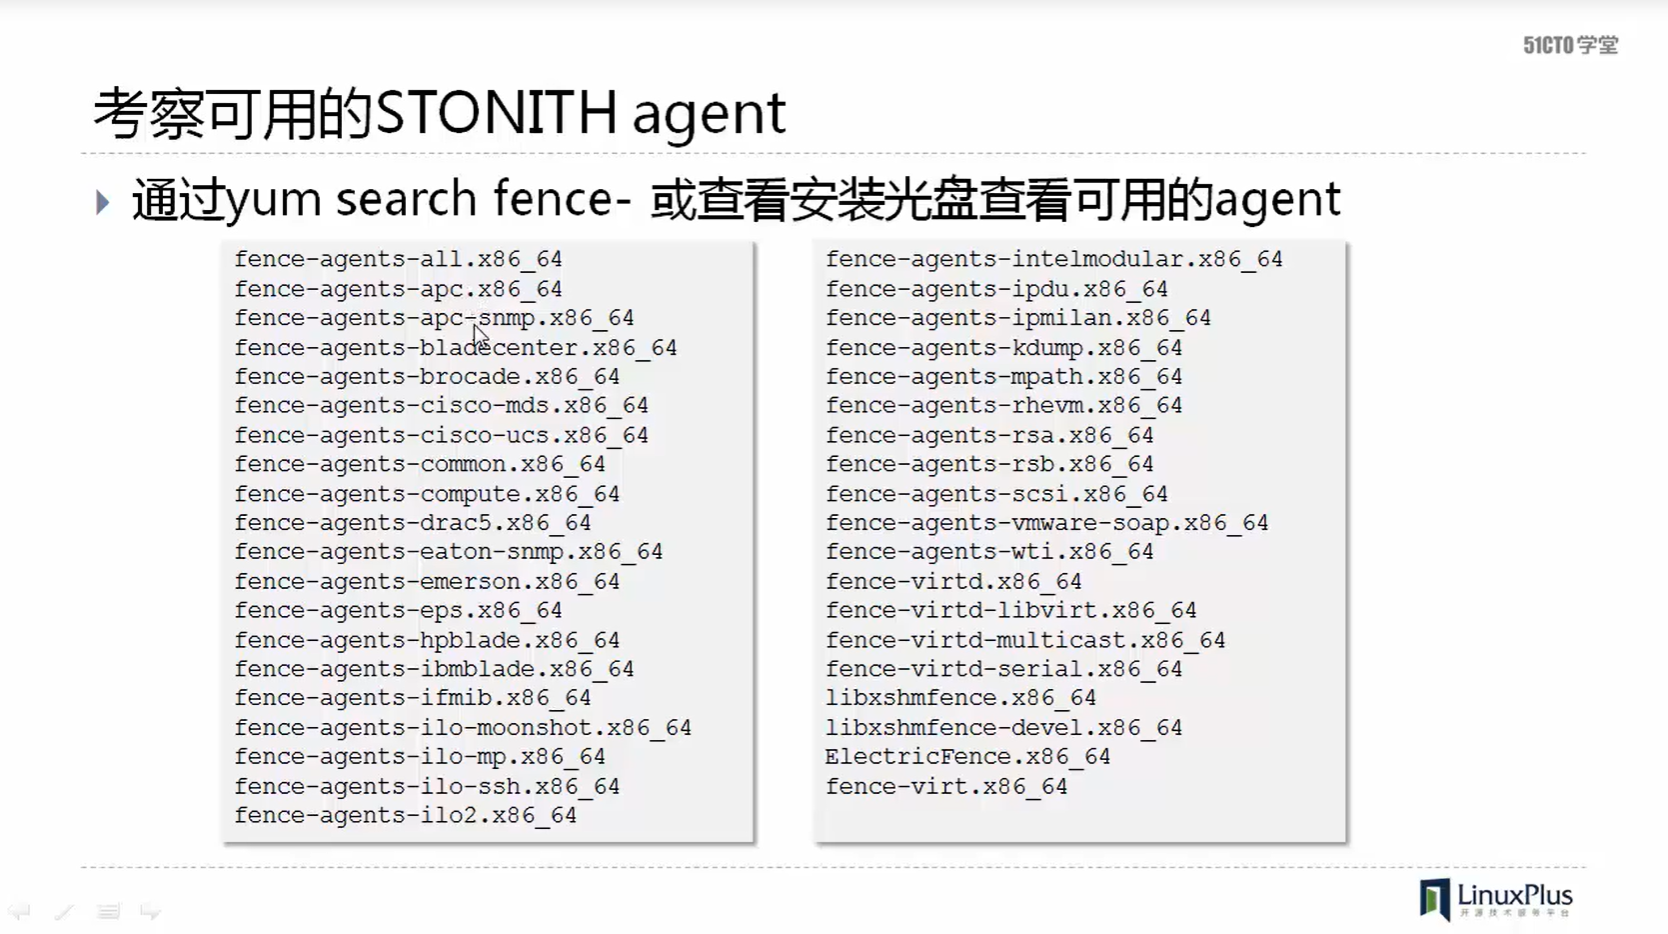 51CTO学堂
考察可用的STONITH agent
通过yum search fence- 或查看安装光盘查看可用的agent
fence-agents-all.x86_64
fence-agents-apc.x86_64
fence-agents-apc-snmp.x86_64
fence-agents-bladecenter.x86_64
fence-agents-brocade.x86_64
fence-agents-cisco-mds.x86_64
fence-agents-cisco-ucs.x86_64
fence-agents-common.x86_64
fence-agents-compute.x86_64
fence-agents-drac5.x86_64
fence-agents-eaton-snmp.x86_64
fence-agents-emerson.x86_64
fence-agents-eps.x86_64
fence-agents-hpblade.x86_64
fence-agents-ibmblade.x86_64
fence-agents-ifmib.x86_64
fence-agents-ilo-moonshot.x86_64
fence-agents-ilo-mp.x86_64
fence-agents-ilo-ssh.x86_64
fence-agents-ilo2.x86_64
fence-agents-intelmodular.x86_64
fence-agents-ipdu.x86_64
fence-agents-ipmilan.x86_64
fence-agents-kdump.x86_64
fence-agents-mpath.x86_64
fence-agents-rhevm.x86_64
fence-agents-rsa.x86_64
fence-agents-rsb.x86_64
fence-agents-scsi.x86_64
fence-agents-vmware-soap.x86_64
fence-agents-wti.x86_64
fence-virtd.x86_64
fence-virtd-libvirt.x86_64
fence-virtd-multicast.x86_64
fence-virtd-serial.x86_64
libxshmfence.x86_64
libxshmfence-devel.x86_64
ElectricFence.x86_64
fence-virt.x86_64
LinuxPlus
开源技术服务平台